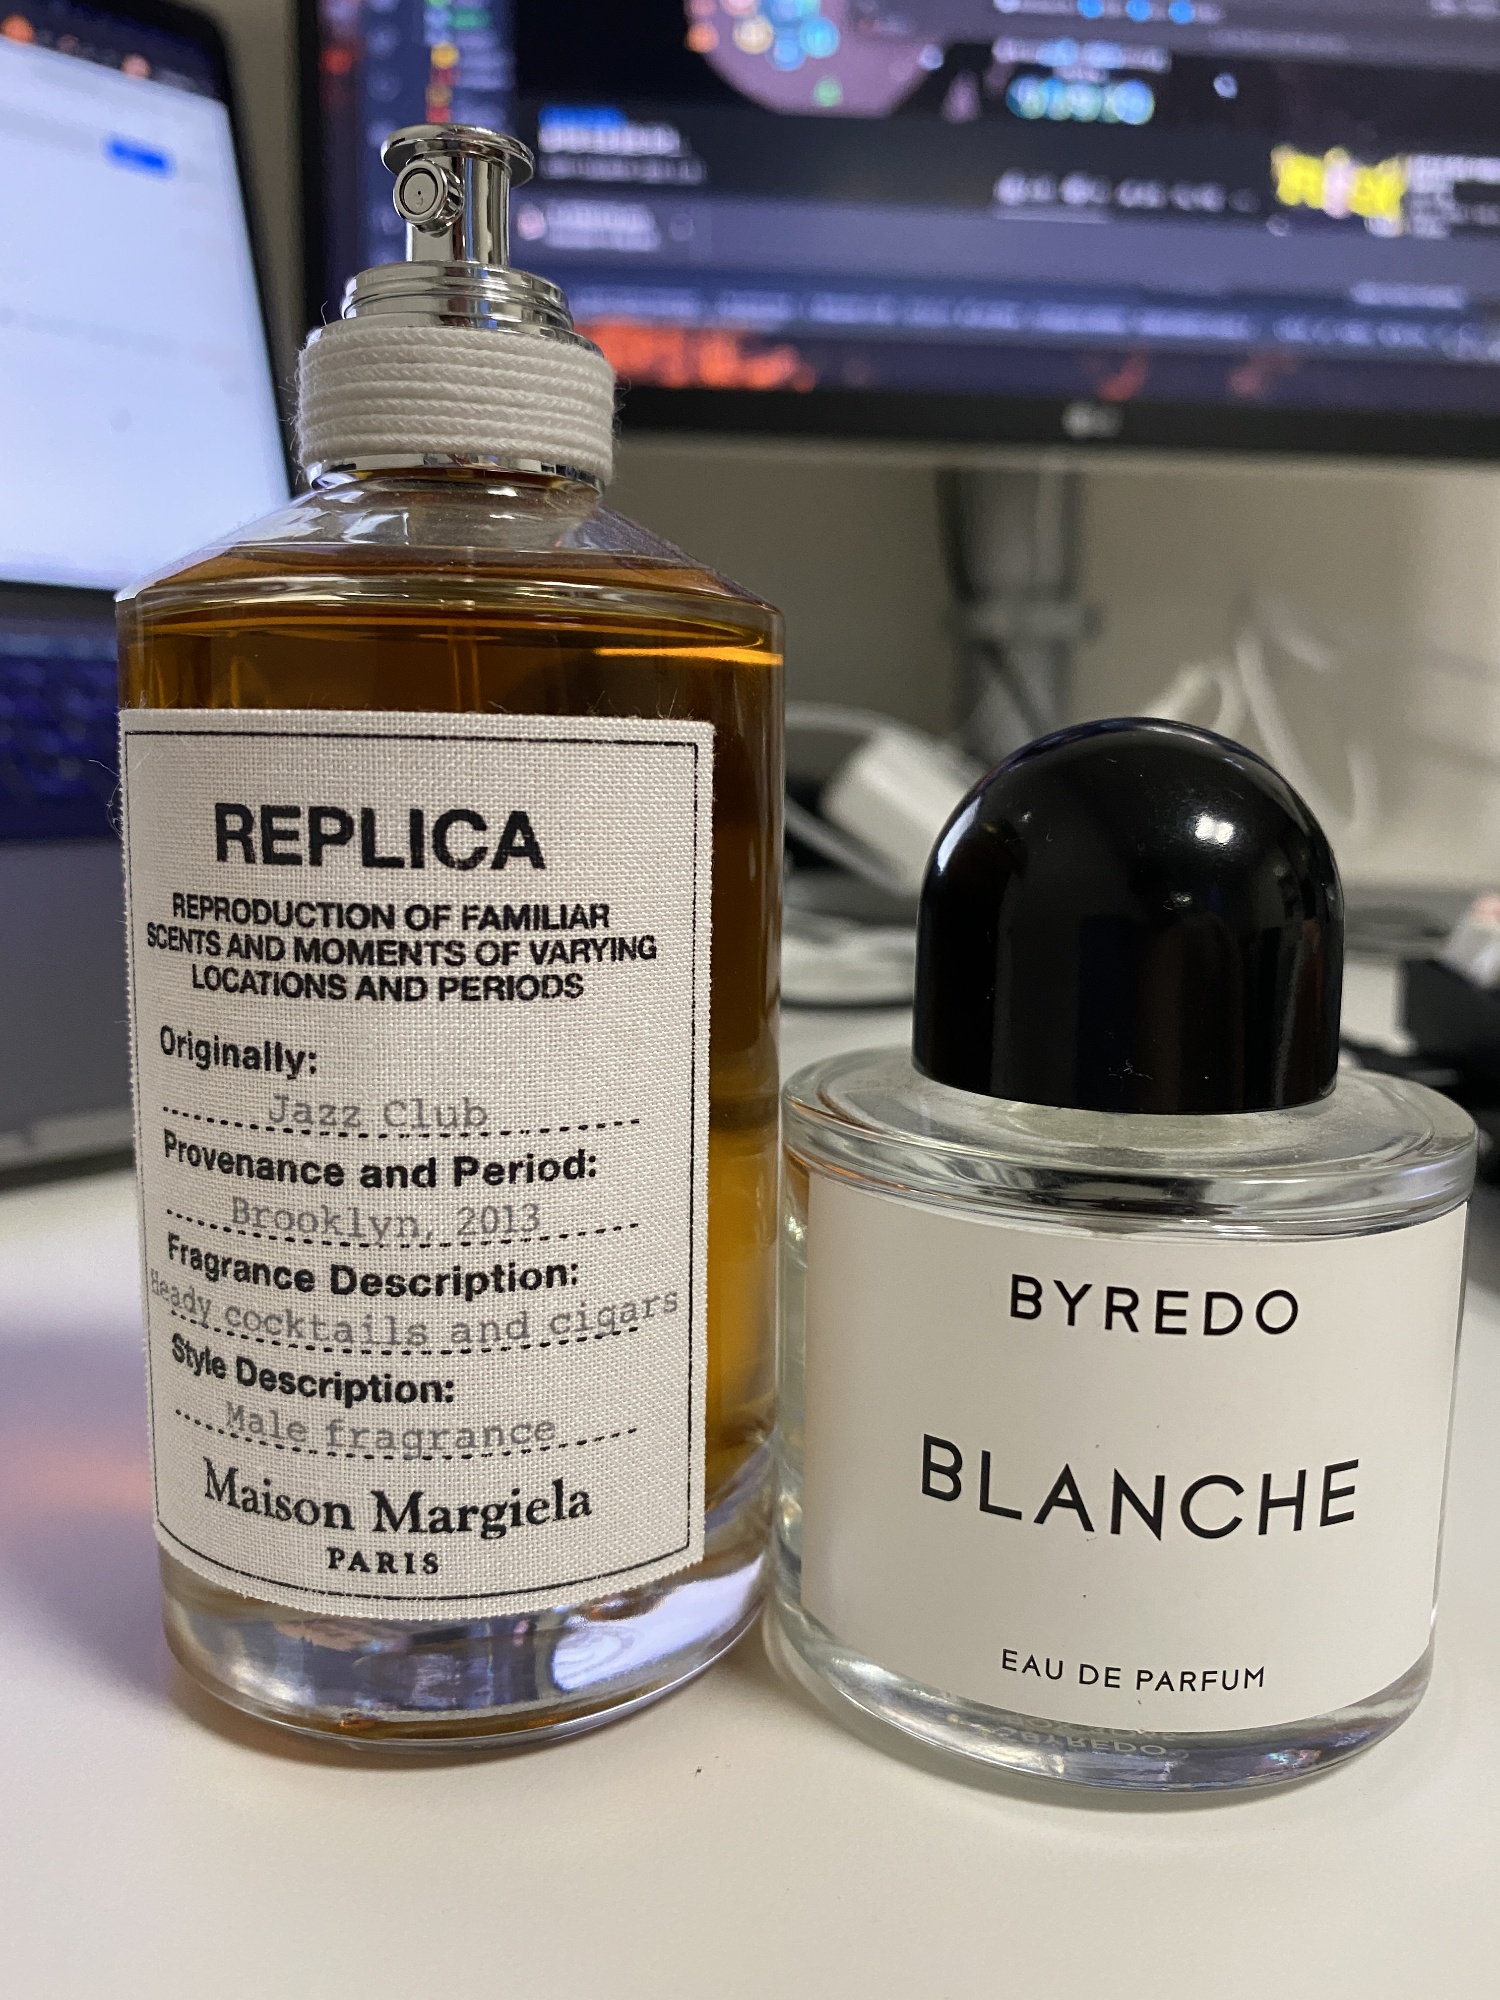 REPLICA
REPRODUCTION OF FAMILIAR
SCENTS AND MOMENTS OF VARYING
LOCATIONS AND PERIODS
Originally:
Jazz Club
Provenance and Period:
Brooklyn, 2013
Fragrance Description:
Heady cocktails and cigars
Style Description:
Male fragrance
Maison Margiela
PARIS
BYREDO
BLANCHE
EAU DE PARFUM
BYREDO